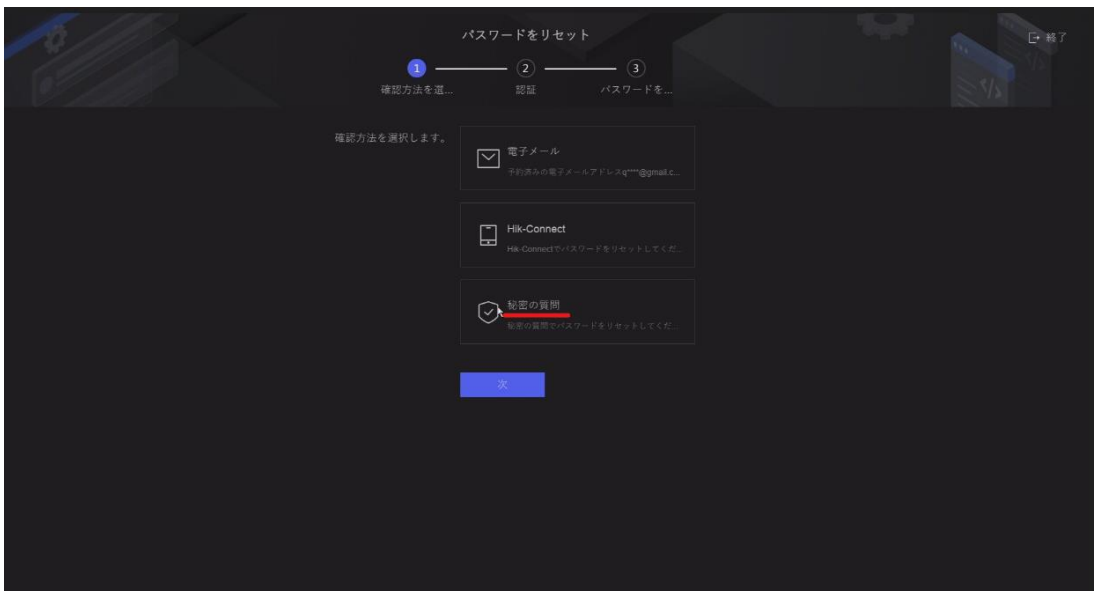 パスワードをリセット
終了
1
2
3
確認方法を選...
認証
パスワードを...
確認方法を選択します。
電子メール
予約済みの電子メールアドレスq****@gmail.c...
Hik-Connect
Hik-Connectでパスワードをリセットしてくだ...
秘密の質問
秘密の質問でパスワードをリセットしてくだ...
次